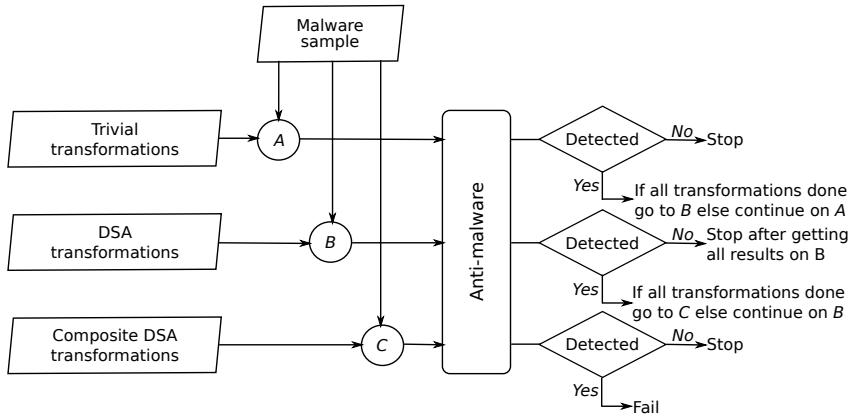 Malware
sample
Trivial
transformations
A
Detected
No
Stop
Yes
If all transformations done
go to B else continue on A
DSA
transformations
B
Anti-malware
Detected
No
Stop after getting
all results on B
Yes
If all transformations done
go to C else continue on B
Composite DSA
transformations
C
Detected
No
Stop
Yes
Fail